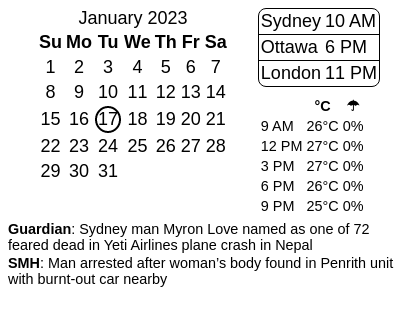 January 2023
Su Mo Tu We Th Fr Sa
1 2 3 4 5 6 7
8 9 10 11 12 13 14
15 16 17 18 19 20 21
22 23 24 25 26 27 28
29 30 31
Sydney 10 AM
Ottawa 6 PM
London 11 PM
°C ☂
9 AM 26°C 0%
12 PM 27°C 0%
3 PM 27°C 0%
6 PM 26°C 0%
9 PM 25°C 0%
Guardian: Sydney man Myron Love named as one of 72
feared dead in Yeti Airlines plane crash in Nepal
SMH: Man arrested after woman's body found in Penrith unit
with burnt-out car nearby